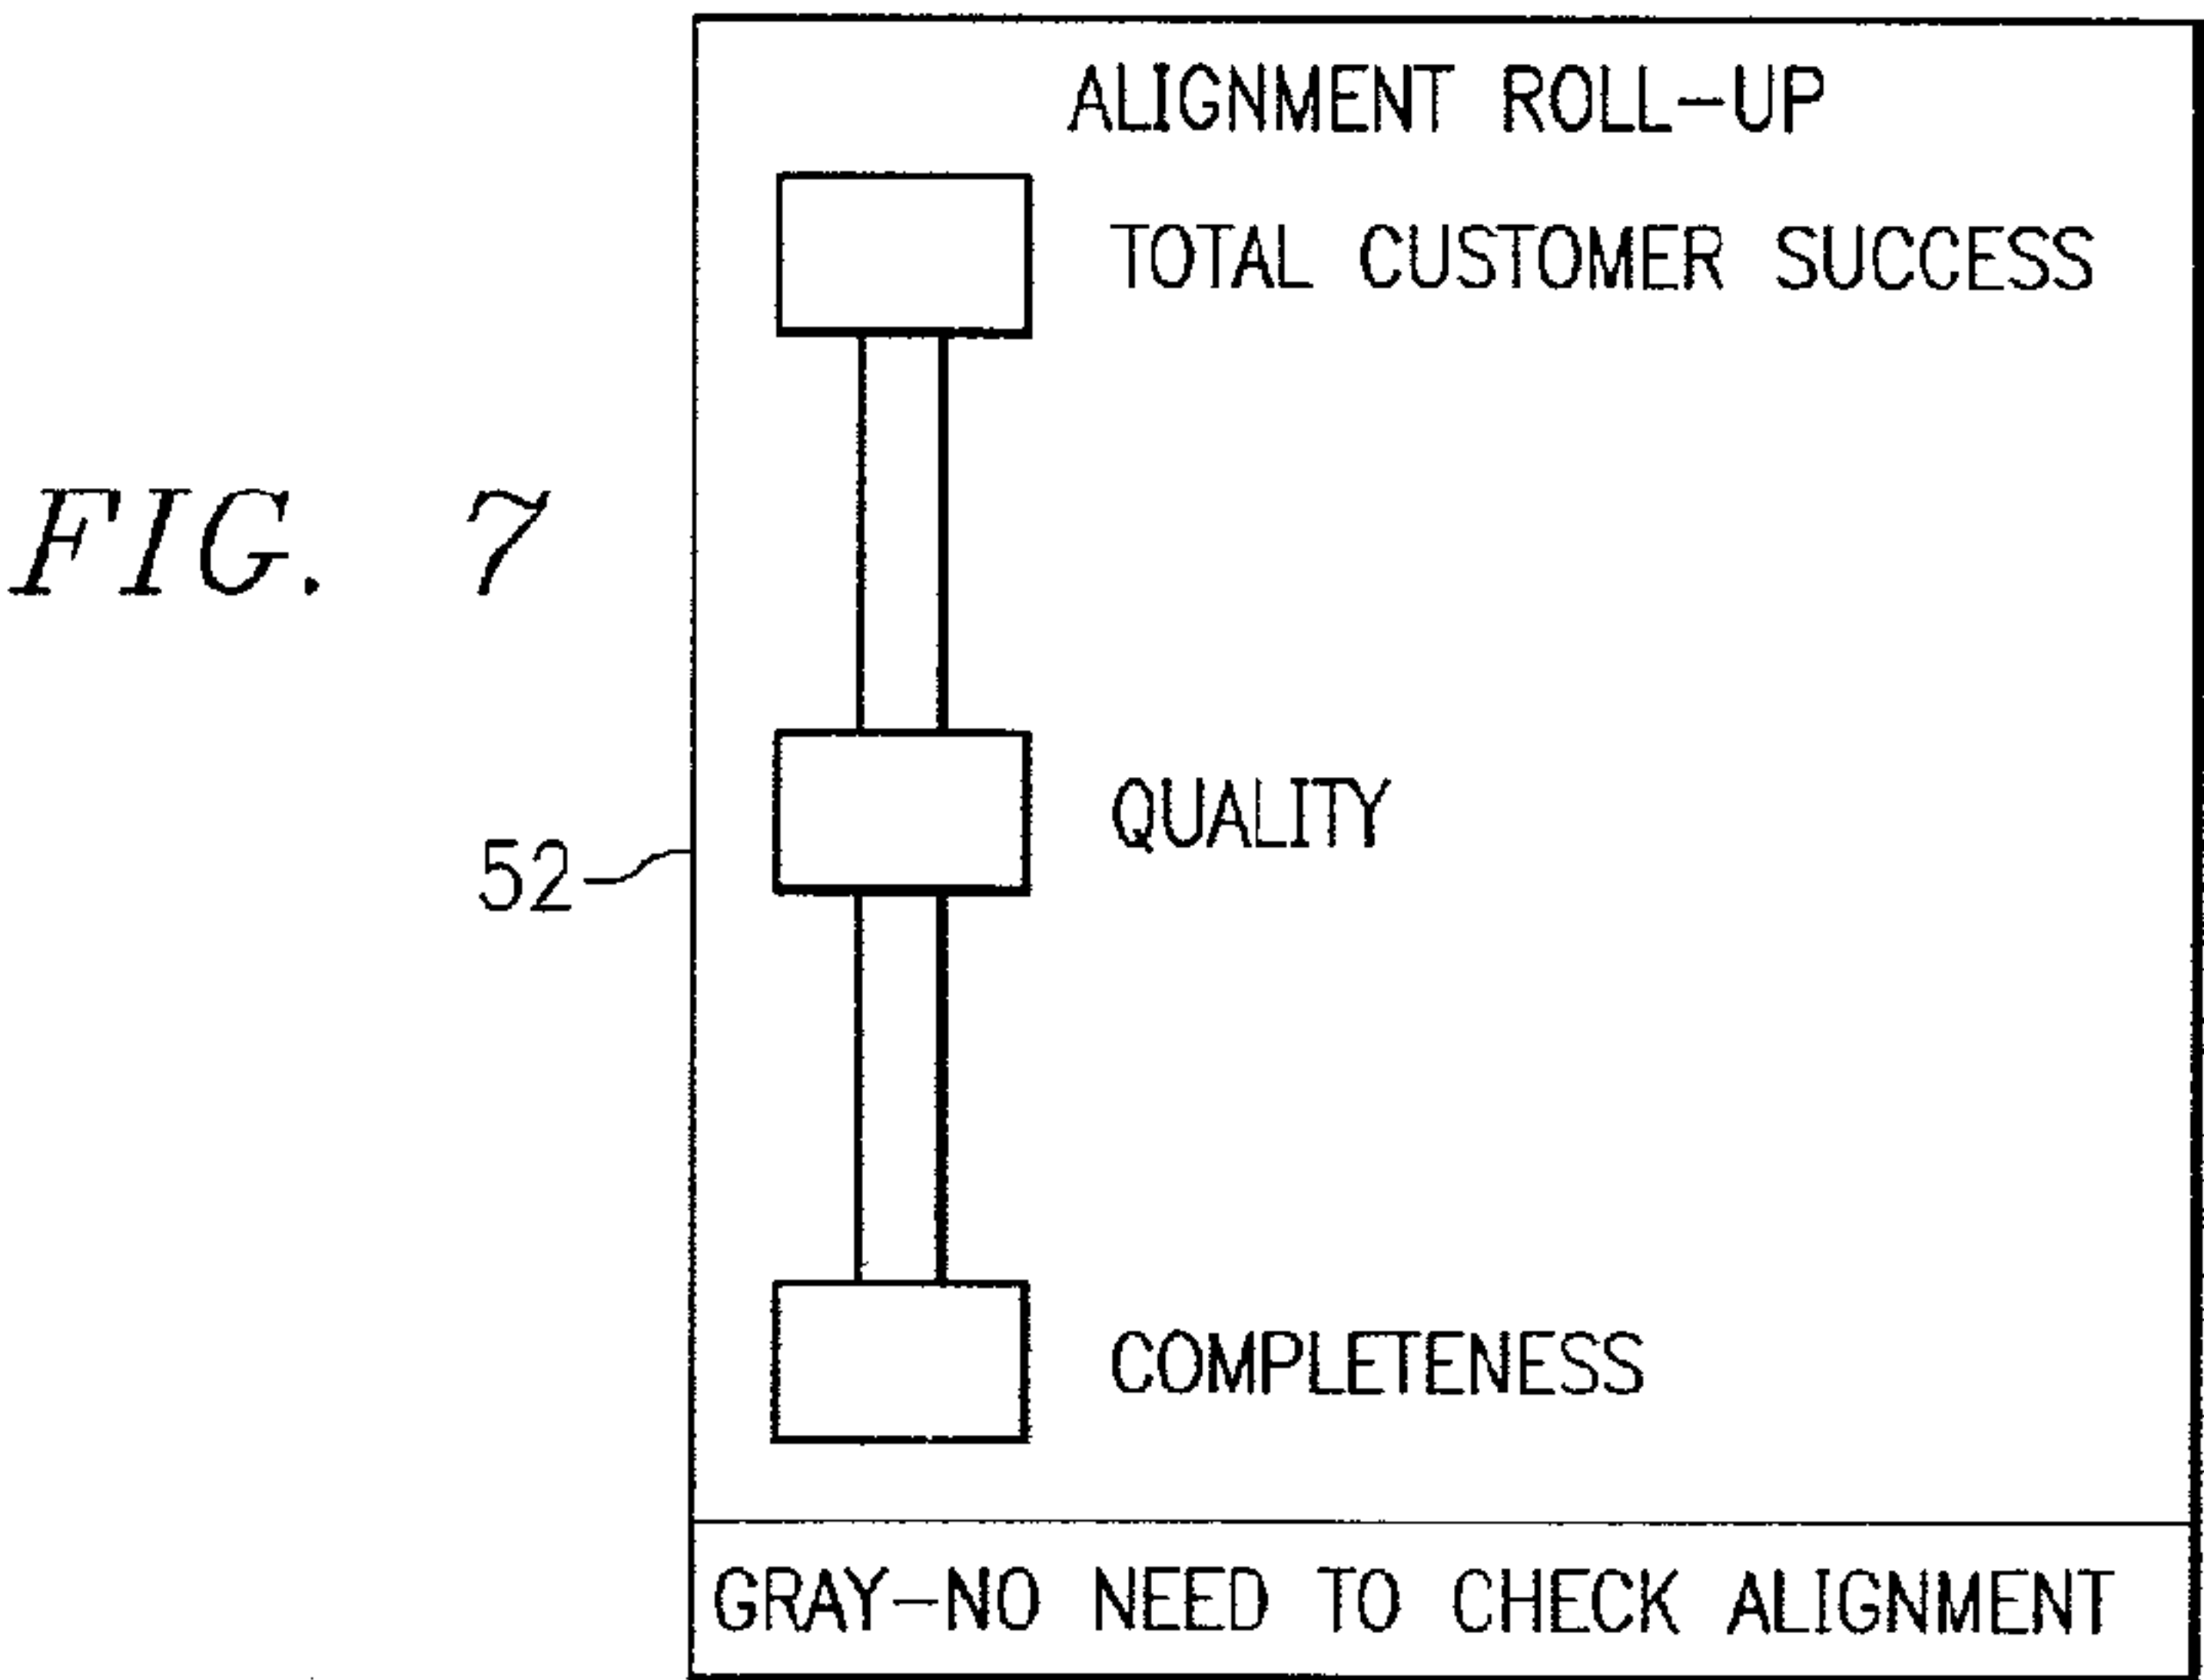 ALIGNMENT ROLL-UP
TOTAL CUSTOMER SUCCESS
FIG. 7
QUALITY
52
COMPLETENESS
GRAY-NO NEED TO CHECK ALIGNMENT